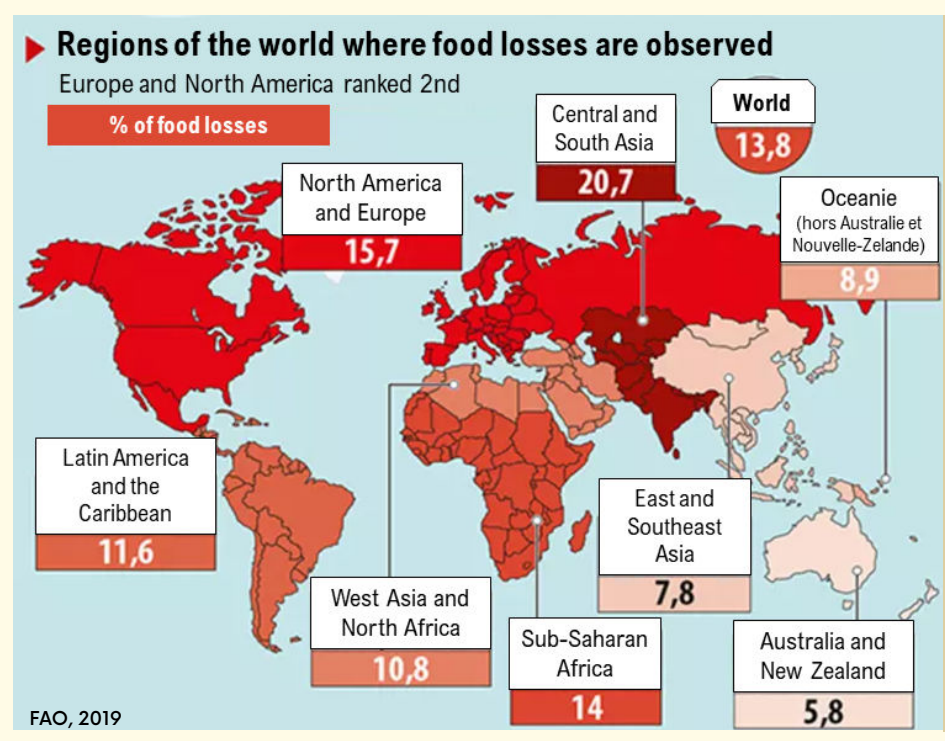 Regions of the world where food losses are observed
Europe and North America ranked 2nd
% of food losses
World
13,8
Central and
South Asia
20,7
North America
and Europe
15,7
Oceanie
(hors Australie et
Nouvelle-Zelande)
8,9
Latin America
and the
Caribbean
11,6
East and
Southeast
Asia
7,8
West Asia and
North Africa
10,8
Sub-Saharan
Africa
14
Australia and
New Zealand
5,8
FAO, 2019